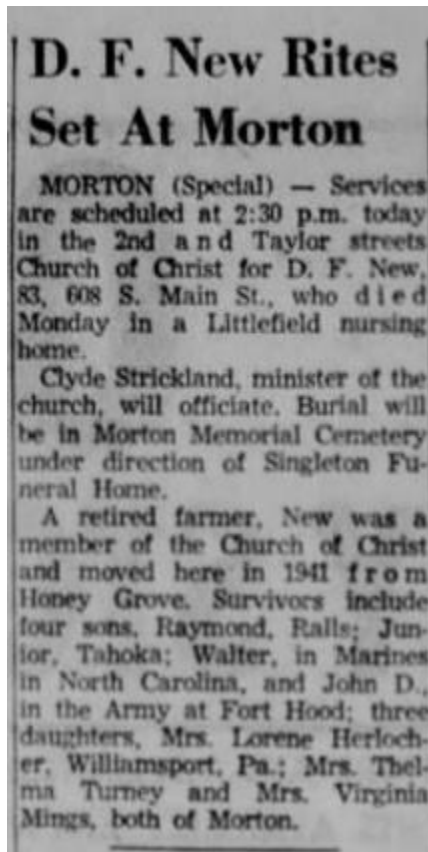 D. F. New Rites
Set At Morton
MORTON (Special) — Services
are scheduled at 2:30 p.m. today
in the 2nd and Taylor streets
Church of Christ for D. F. New,
83, 608 S. Main St., who died
Monday in a Littlefield nursing
home.
Clyde Strickland, minister of the
church, will officiate. Burial will
be in Morton Memorial Cemetery
under direction of Singleton Fu-
neral Home.
A retired farmer, New was a
member of the Church of Christ
and moved here in 1941 from
Honey Grove. Survivors include
four sons, Raymond, Ralls; Jun-
ior, Tahoka; Walter, in Marines
in North Carolina, and John D.,
in the Army at Fort Hood; three
daughters, Mrs. Lorene Herloch-
er, Williamsport, Pa.; Mrs. Thel-
ma Turney and Mrs. Virginia
Mings, both of Morton.